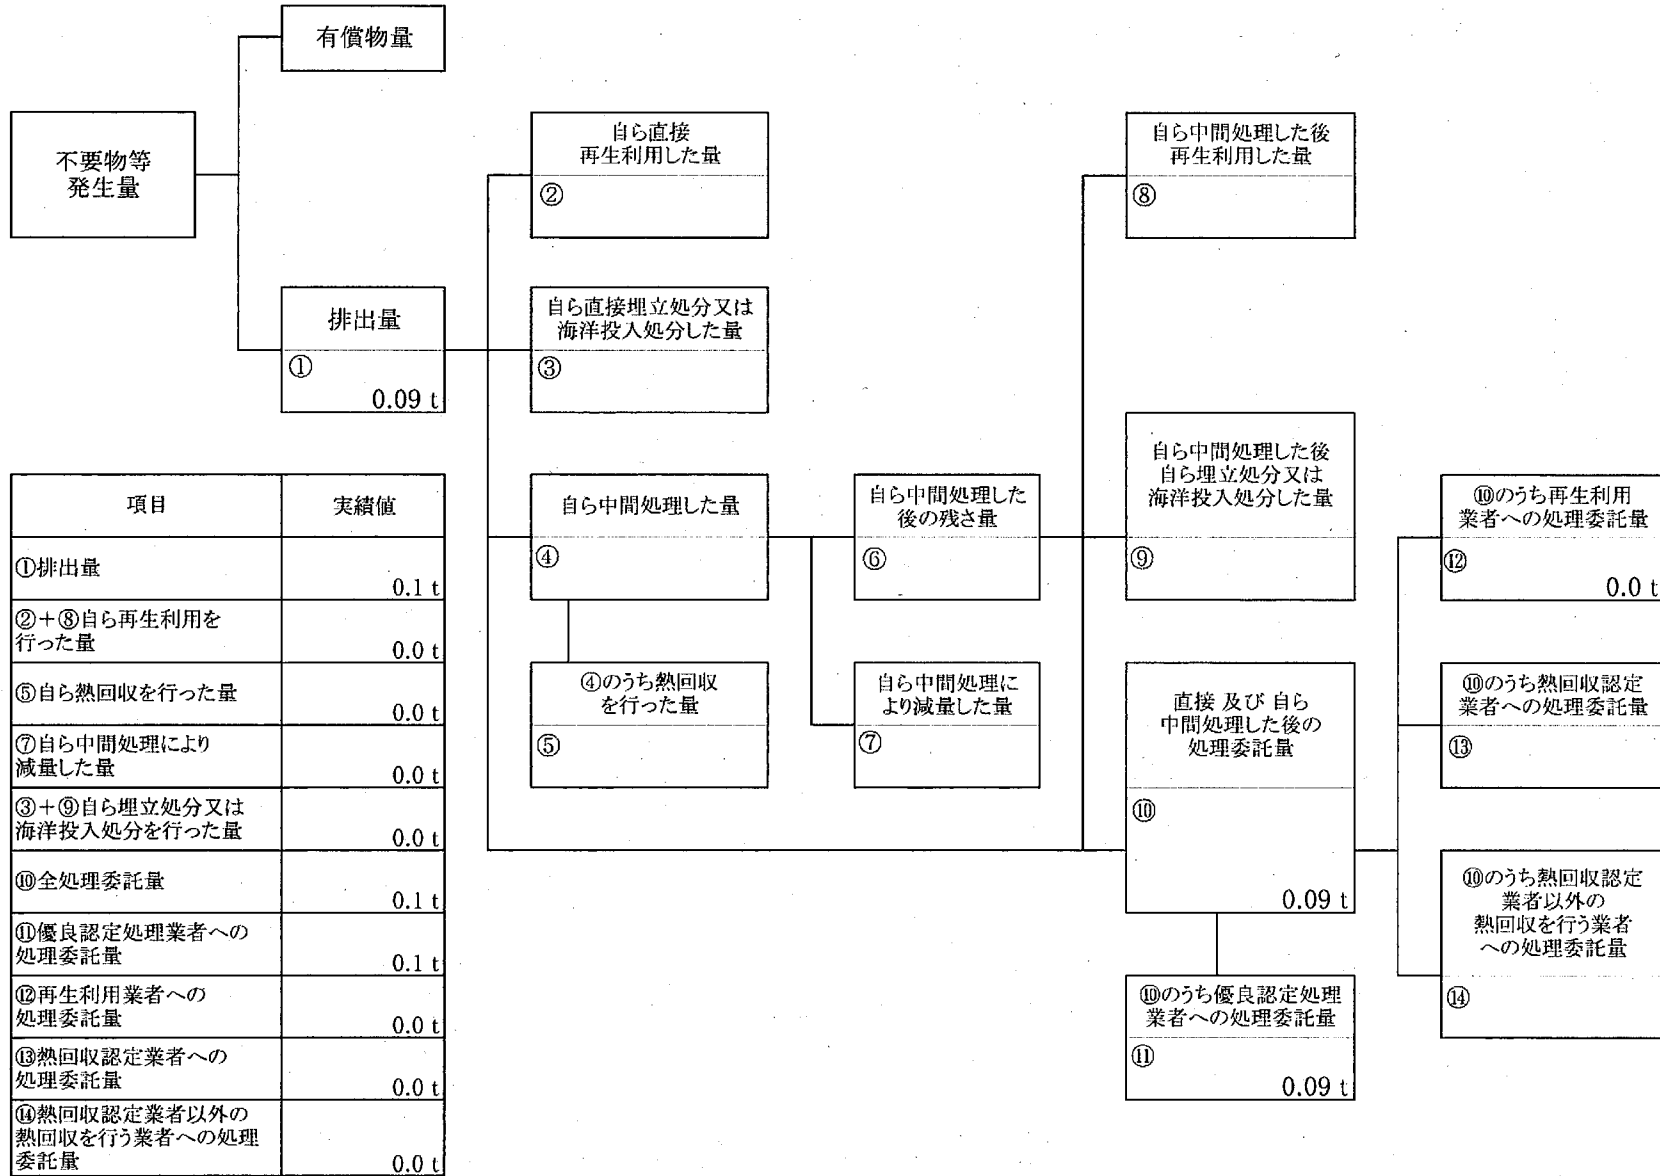 有償物量
不要物等
発生量
排出量
①
0.09 t
自ら直接
再生利用した量
②
自ら直接埋立処分又は
海洋投入処分した量
③
自ら中間処理した量
④
④のうち熱回収
を行った量
⑤
自ら中間処理した
後の残さ量
⑥
自ら中間処理に
より減量した量
⑦
自ら中間処理した後
再生利用した量
⑧
自ら中間処理した後
自ら埋立処分又は
海洋投入処分した量
⑨
直接 及び 自ら
中間処理した後の
処理委託量
⑩
0.09 t
⑩のうち優良認定処理
業者への処理委託量
⑪
0.09 t
⑩のうち再生利用
業者への処理委託量
⑫
0.0 t
⑩のうち熱回収認定
業者への処理委託量
⑬
⑩のうち熱回収認定
業者以外の
熱回収を行う業者
への処理委託量
⑭
項目 実績値
①排出量
0.1 t
②+⑧自ら再生利用を
行った量
0.0 t
⑤自ら熱回収を行った量
0.0 t
⑦自ら中間処理により
減量した量
0.0 t
③+⑨自ら埋立処分又は
海洋投入処分を行った量
0.0 t
⑩全処理委託量
0.1 t
⑪優良認定処理業者への
処理委託量
0.1 t
⑫再生利用業者への
処理委託量
0.0 t
⑬熱回収認定業者への
処理委託量
0.0 t
⑭熱回収認定業者以外の
熱回収を行う業者への処理
委託量
0.0 t